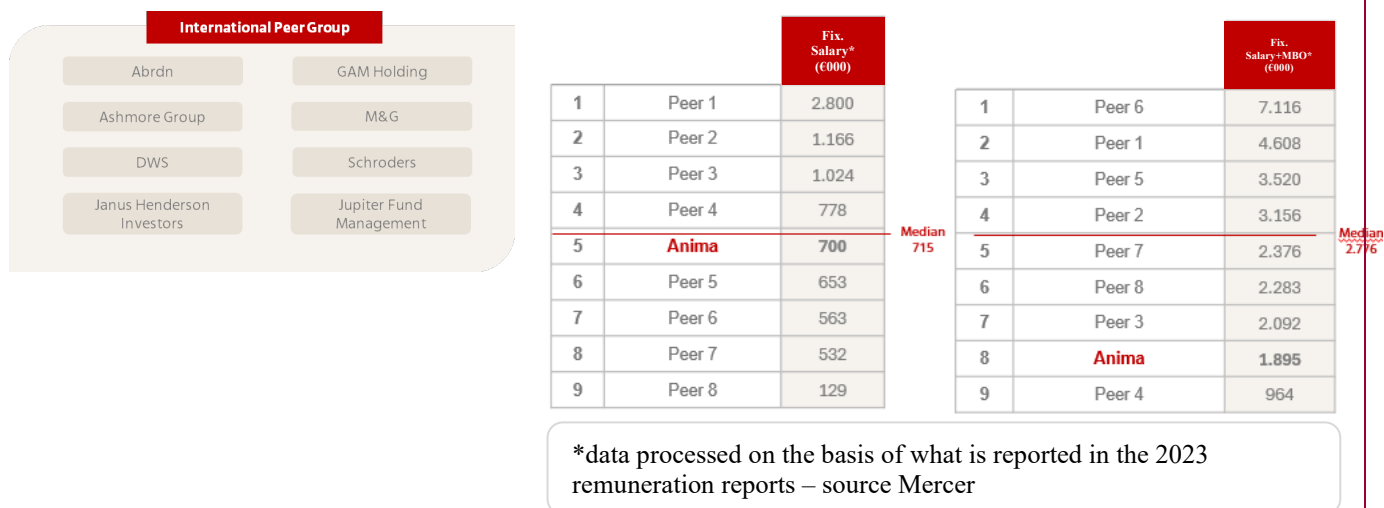 International Peer Group
Abrdn
GAM Holding
Ashmore Group
M&G
DWS
Schroders
Janus Henderson
Investors
Jupiter Fund
Management
Fix.
Salary*
(€000)
1 Peer 1 2.800
2 Peer 2 1.166
3 Peer 3 1.024
4 Peer 4 778
5 Anima 700
6 Peer 5 653
7 Peer 6 563
8 Peer 7 532
9 Peer 8 129
Median
715
Fix.
Salary+MBO*
(€000)
1 Peer 6 7.116
2 Peer 1 4.608
3 Peer 5 3.520
4 Peer 2 3.156
5 Peer 7 2.376
6 Peer 8 2.283
7 Peer 3 2.092
8 Anima 1.895
9 Peer 4 964
Median
2.776
*data processed on the basis of what is reported in the 2023
remuneration reports – source Mercer